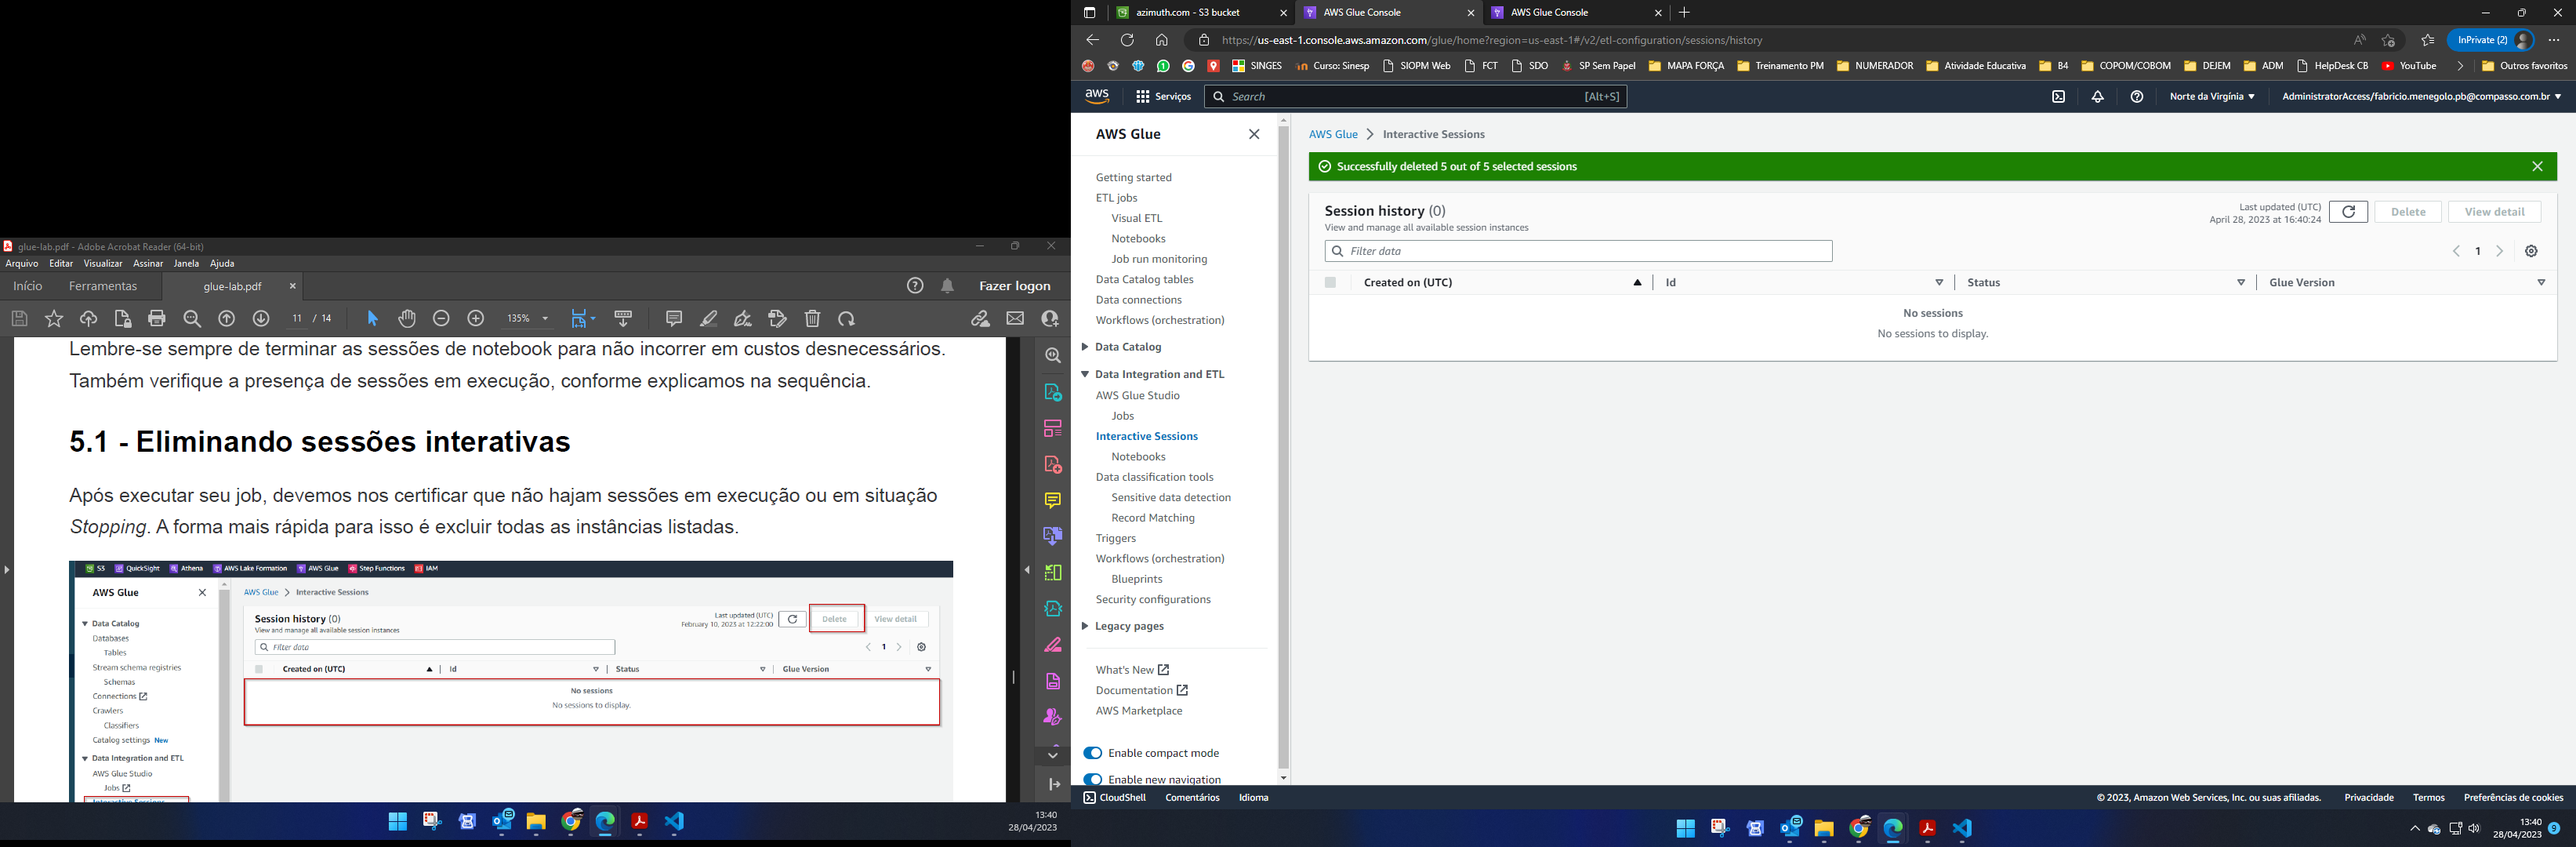 glue-lab.pdf - Adobe Acrobat Reader (64-bit)
Arquivo Editar Visualizar Assinar Janela Ajuda
Início Ferramentas glue-lab.pdf Fazer logon
11 / 14 135%
Lembre-se sempre de terminar as sessões de notebook para não incorrer em custos desnecessários.
Também verifique a presença de sessões em execução, conforme explicamos na sequência.
5.1 - Eliminando sessões interativas
Após executar seu job, devemos nos certificar que não hajam sessões em execução ou em situação
Stopping. A forma mais rápida para isso é excluir todas as instâncias listadas.
S3 QuickSight Athena AWS Lake Formation AWS Glue Step Functions IAM
AWS Glue
Data Catalog
Databases
Tables
Stream schema registries
Schemas
Connections
Crawlers
Classifiers
Catalog settings New
Data Integration and ETL
AWS Glue Studio
Jobs
Interactive Sessions
AWS Glue > Interactive Sessions
Session history (0)
View and manage all available session instances
Last updated (UTC)
February 10, 2023 at 12:22:00
Delete View detail
Filter data
1
Created on (UTC) Id Status Glue Version
No sessions
No sessions to display.
13:40
28/04/2023
azimuth.com - S3 bucket AWS Glue Console AWS Glue Console
https://us-east-1.console.aws.amazon.com/glue/home?region=us-east-1#/v2/etl-configuration/sessions/history
InPrivate (2)
SINGES Curso: Sinesp SIOPM Web FCT SDO SP Sem Papel MAPA FORÇA Treinamento PM NUMERADOR Atividade Educativa B4 COPOM/COBOM DEJEM ADM HelpDesk CB YouTube Outros favoritos
aws Serviços Search [Alt+S] Norte da Virgínia AdministratorAccess/fabricio.menegolo.pb@compasso.com.br
AWS Glue
Getting started
ETL jobs
Visual ETL
Notebooks
Job run monitoring
Data Catalog tables
Data connections
Workflows (orchestration)
Data Catalog
Data Integration and ETL
AWS Glue Studio
Jobs
Interactive Sessions
Notebooks
Data classification tools
Sensitive data detection
Record Matching
Triggers
Workflows (orchestration)
Blueprints
Security configurations
Legacy pages
What's New
Documentation
AWS Marketplace
Enable compact mode
Enable new navigation
AWS Glue > Interactive Sessions
Successfully deleted 5 out of 5 selected sessions
Session history (0)
View and manage all available session instances
Last updated (UTC)
April 28, 2023 at 16:40:24
Delete View detail
Filter data
1
Created on (UTC) Id Status Glue Version
No sessions
No sessions to display.
CloudShell Comentários Idioma
© 2023, Amazon Web Services, Inc. ou suas afiliadas. Privacidade Termos Preferências de cookies
13:40
28/04/2023
9